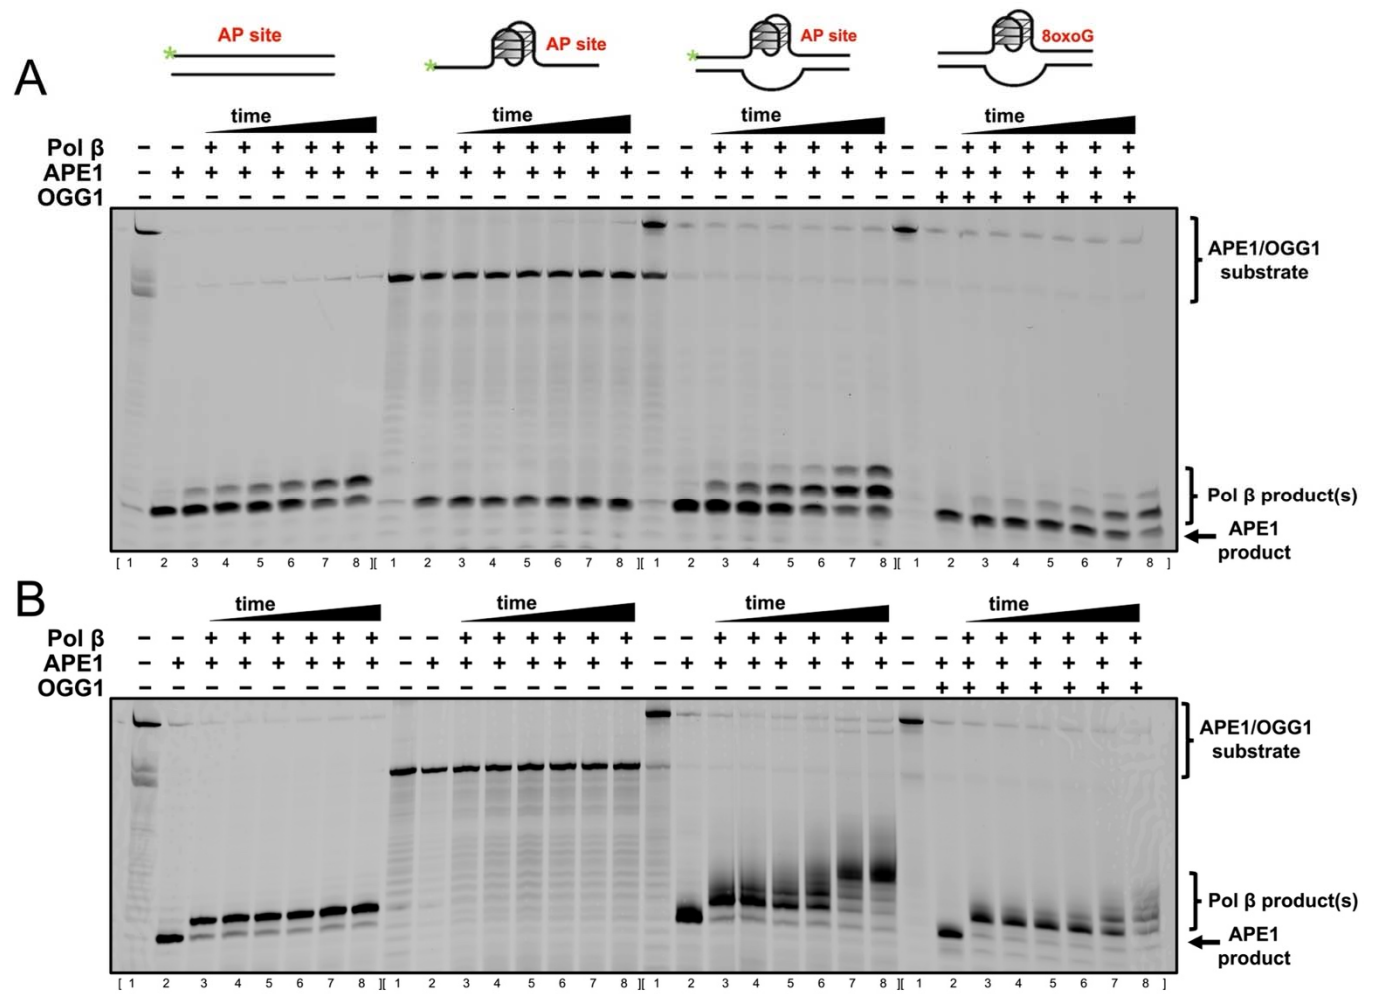 AP site AP site AP site 8oxoG
* * *
A
time time time time
Pol β – – + + + + + + – – + + + + + + – – + + + + + + – – + + + + + +
APE1 – + + + + + + + – + + + + + + + – + + + + + + + – + + + + + + +
OGG1 – – – – – – – – – – – – – – – – – – – – – – – – – + + + + + + +
APE1/OGG1
substrate
Pol β product(s)
APE1
product
[ 1 2 3 4 5 6 7 8 ][ 1 2 3 4 5 6 7 8 ][ 1 2 3 4 5 6 7 8 ][ 1 2 3 4 5 6 7 8 ]
B
time time time time
Pol β – – + + + + + + – – + + + + + + – – + + + + + + – – + + + + + +
APE1 – + + + + + + + – + + + + + + + – + + + + + + + – + + + + + + +
OGG1 – – – – – – – – – – – – – – – – – – – – – – – – – + + + + + + +
APE1/OGG1
substrate
Pol β product(s)
APE1
product
[ 1 2 3 4 5 6 7 8 ][ 1 2 3 4 5 6 7 8 ][ 1 2 3 4 5 6 7 8 ][ 1 2 3 4 5 6 7 8 ]